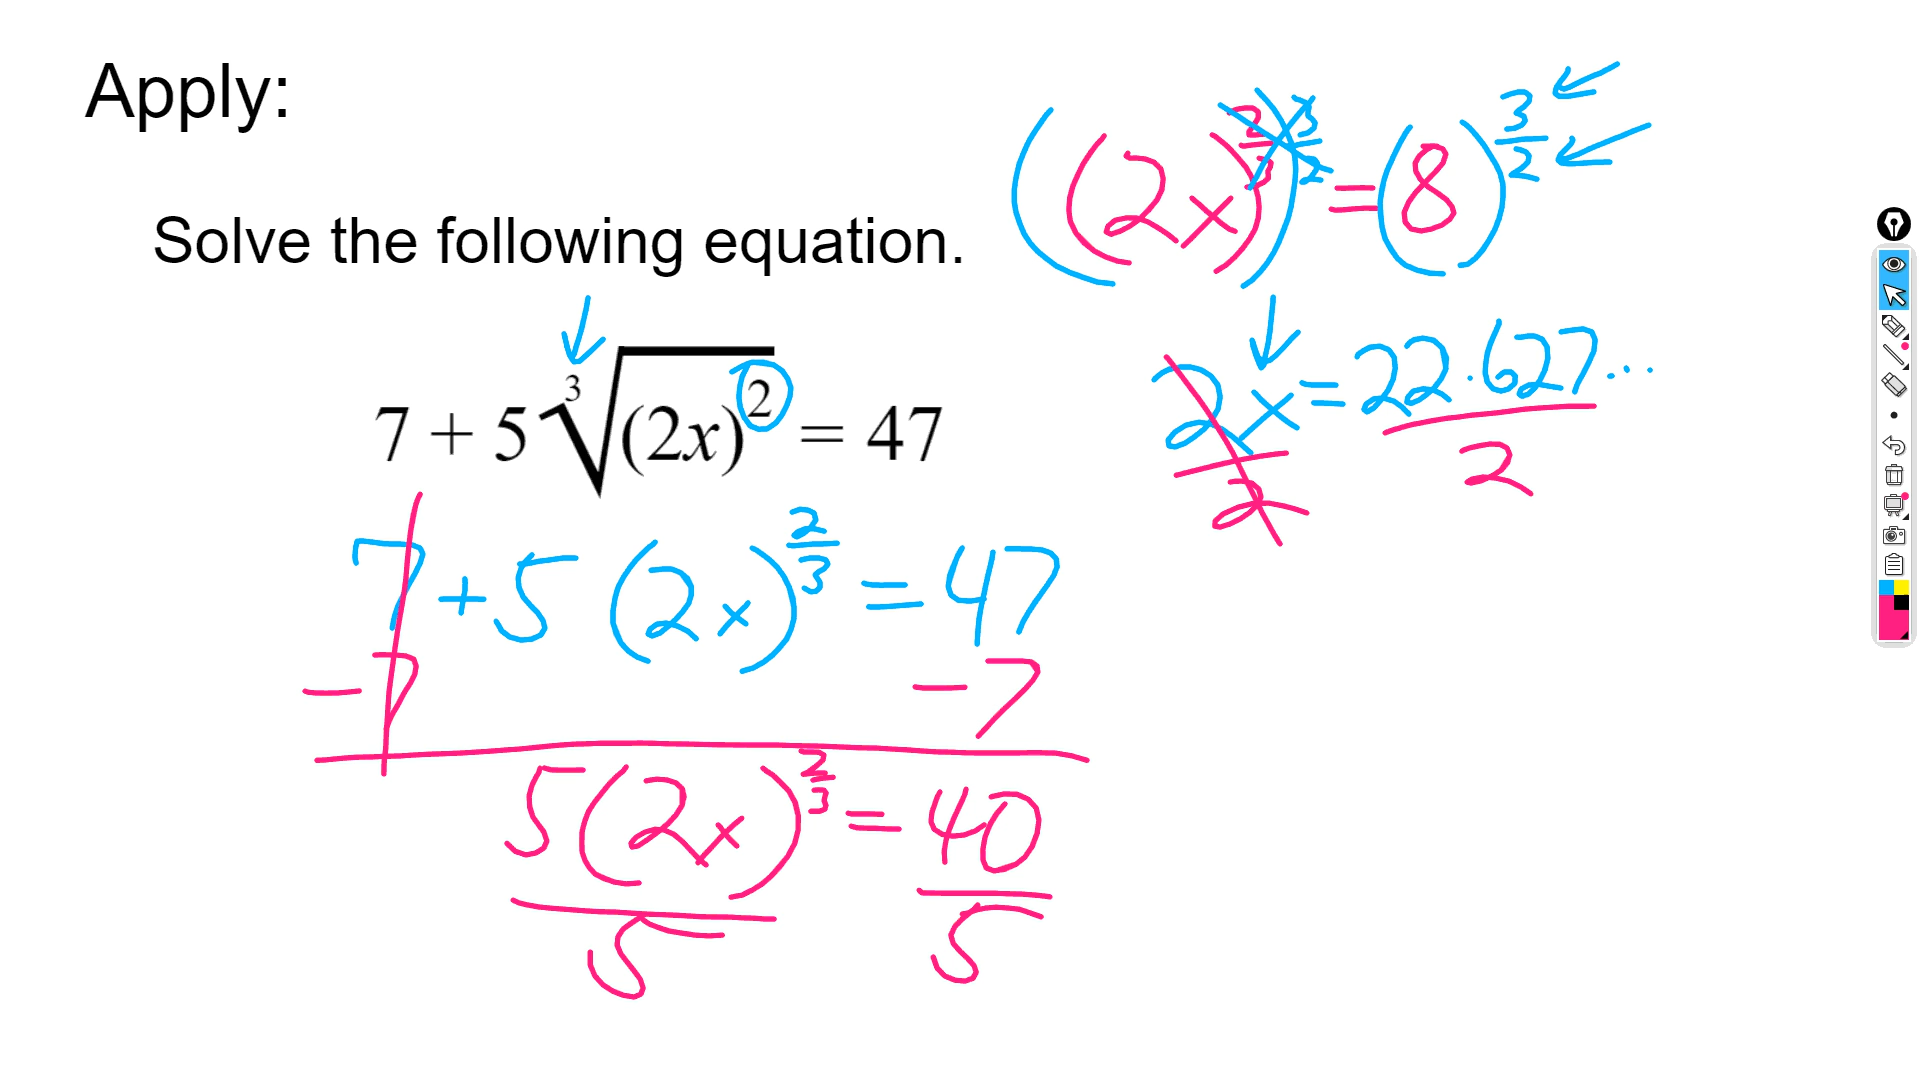 Apply:
Solve the following equation.
7 + 5∛(2x)² = 47
7 + 5(2x)^(2/3) = 47
−7 −7
5(2x)^(2/3) = 40
5 5
((2x)^(2/3))^(3/2) = (8)^(3/2)
2x = 22.627...
2 2